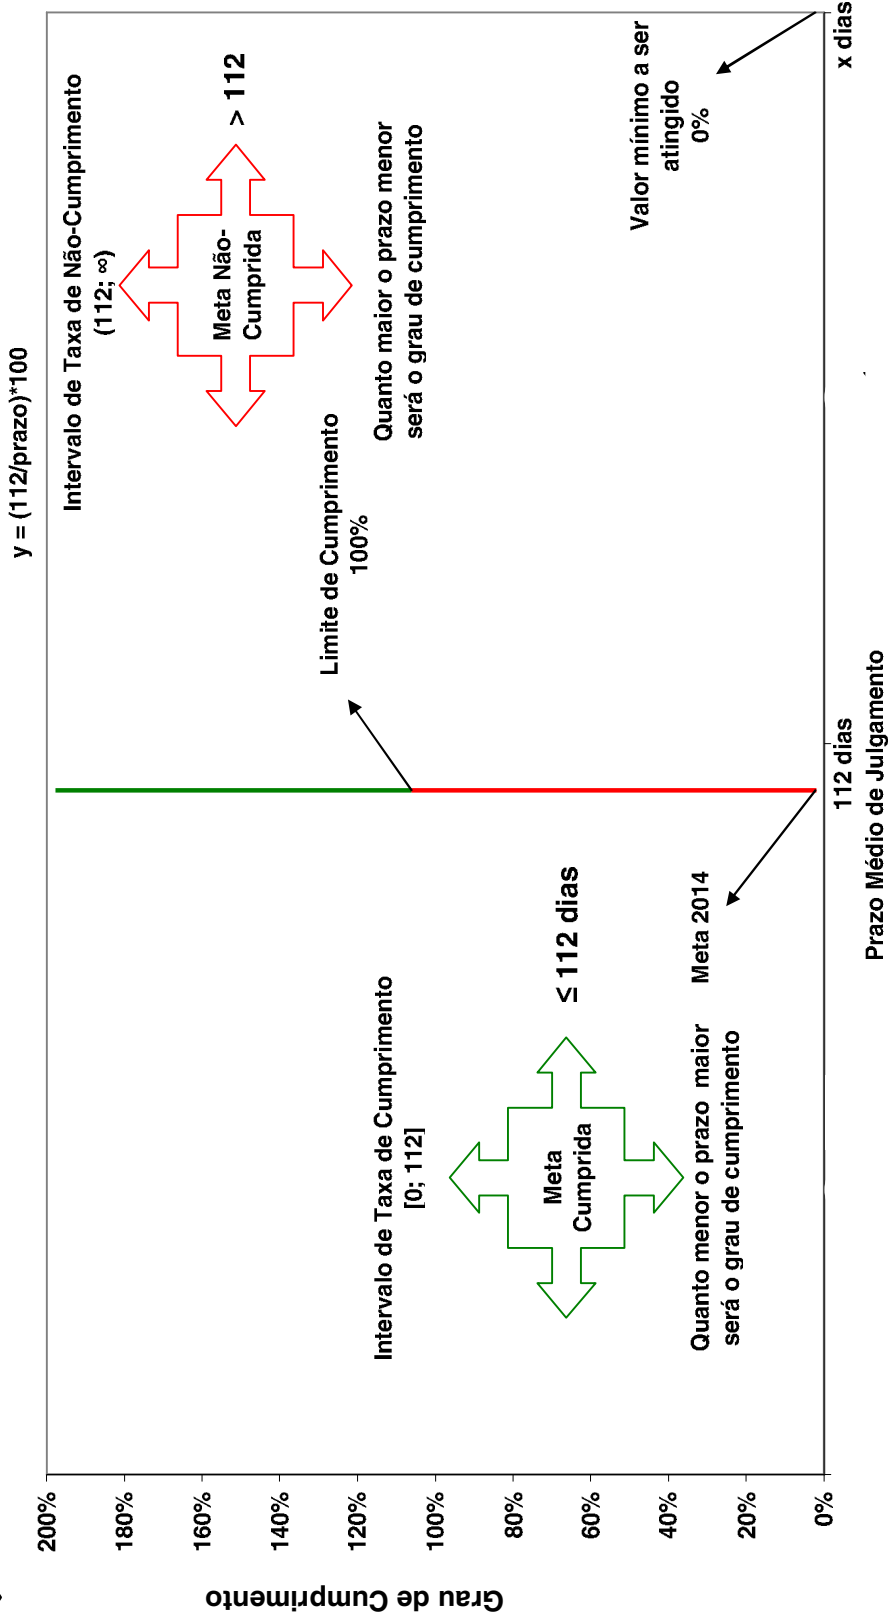 y = (112/prazo)*100
Intervalo de Taxa de Não-Cumprimento
(112; ∞)
Meta Não-
Cumprida
> 112
Quanto maior o prazo menor
será o grau de cumprimento
Limite de Cumprimento
100%
Intervalo de Taxa de Cumprimento
[0; 112]
Meta
Cumprida
≤ 112 dias
Quanto menor o prazo maior
será o grau de cumprimento
Meta 2014
Valor mínimo a ser
atingido
0%
200%
180%
160%
140%
120%
100%
80%
60%
40%
20%
0%
Grau de Cumprimento
112 dias
x dias
Prazo Médio de Julgamento